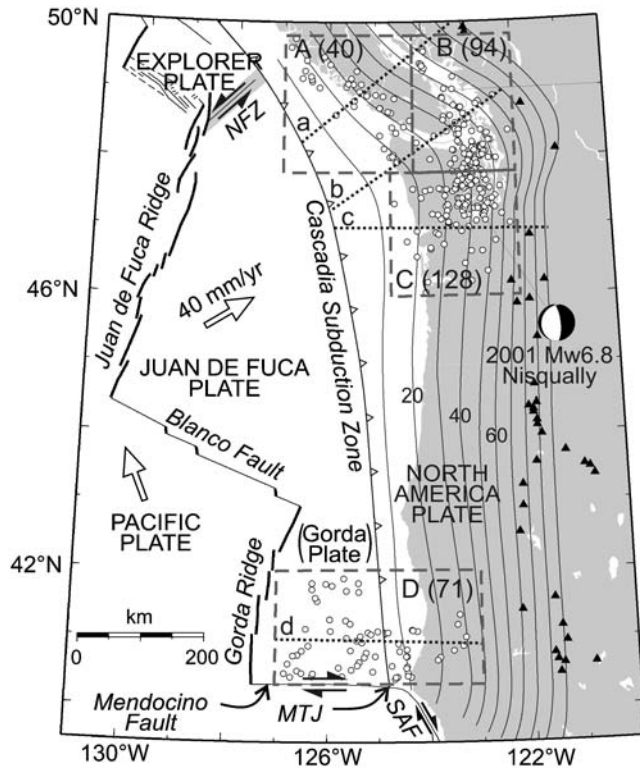 50°N
A (40)
B (94)
EXPLORER
PLATE
NFZ
a
b
c
Juan de Fuca Ridge
Cascadia Subduction Zone
46°N
C (128)
40 mm/yr
2001 Mw6.8
Nisqually
JUAN DE FUCA
PLATE
20
40
60
Blanco Fault
NORTH
AMERICA
PLATE
PACIFIC
PLATE
(Gorda
Plate)
42°N
D (71)
Gorda Ridge
km
0
200
d
Mendocino
Fault
MTJ
SAF
130°W
126°W
122°W